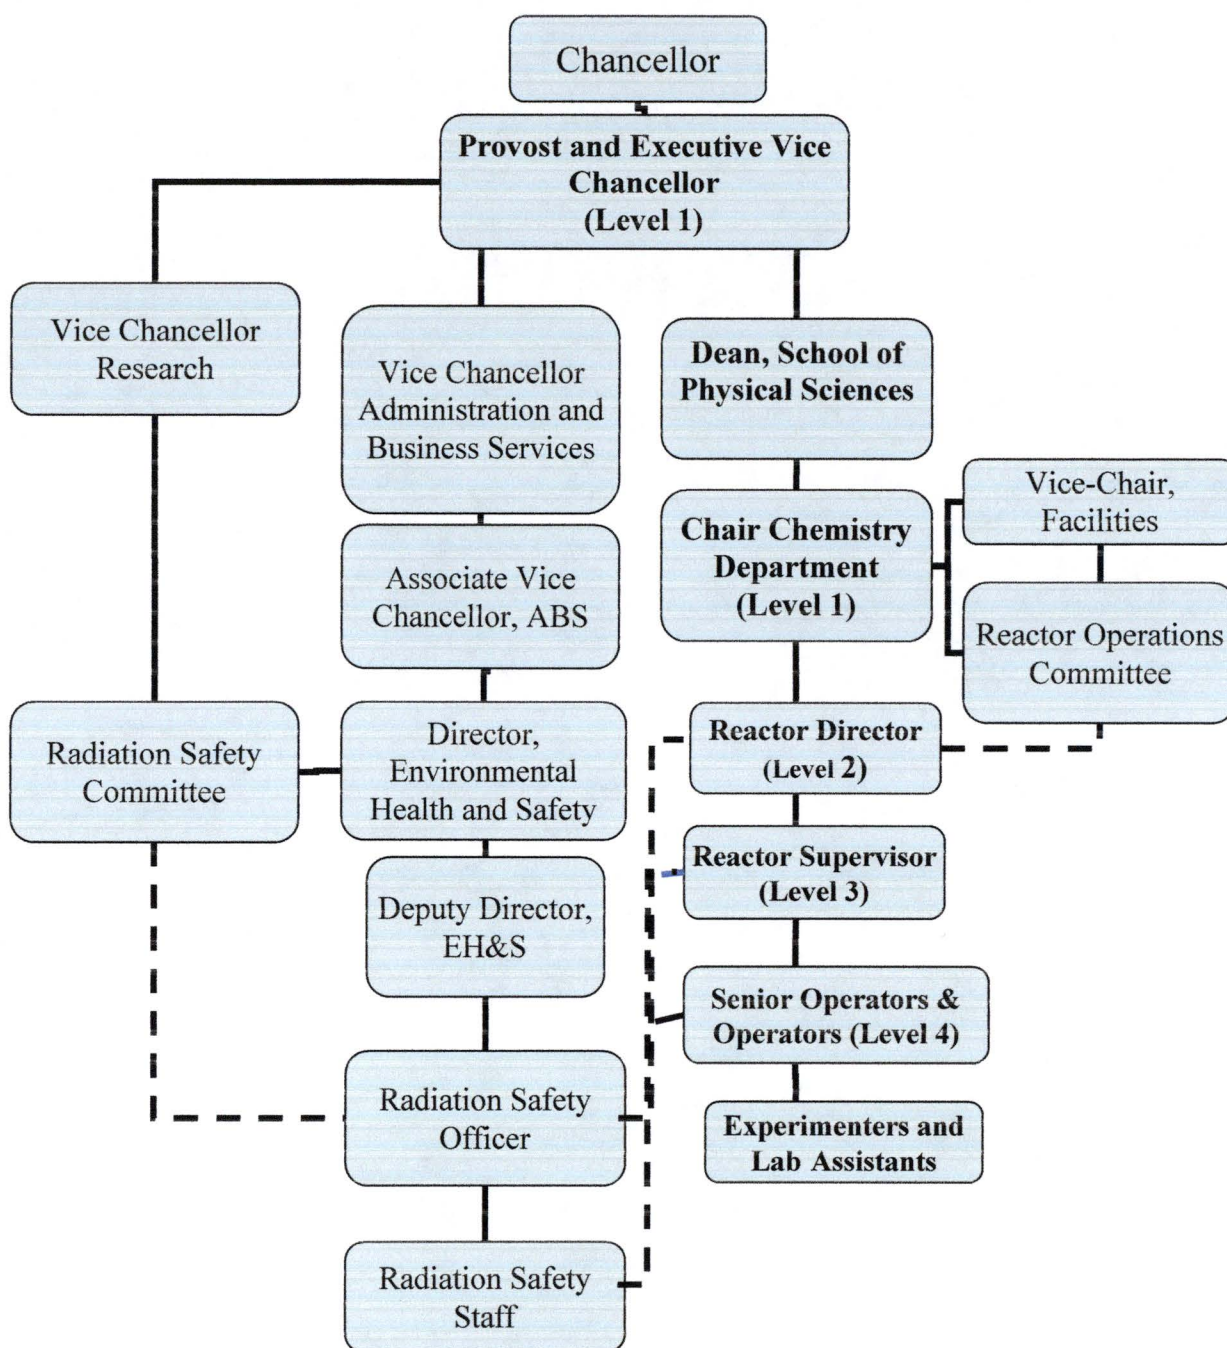 Chancellor
Provost and Executive Vice
Chancellor
(Level 1)
Vice Chancellor
Research
Vice Chancellor
Administration and
Business Services
Dean, School of
Physical Sciences
Associate Vice
Chancellor, ABS
Chair Chemistry
Department
(Level 1)
Vice-Chair,
Facilities
Reactor Operations
Committee
Radiation Safety
Committee
Director,
Environmental
Health and Safety
Reactor Director
(Level 2)
Reactor Supervisor
(Level 3)
Deputy Director,
EH&S
Senior Operators &
Operators (Level 4)
Radiation Safety
Officer
Experimenters and
Lab Assistants
Radiation Safety
Staff